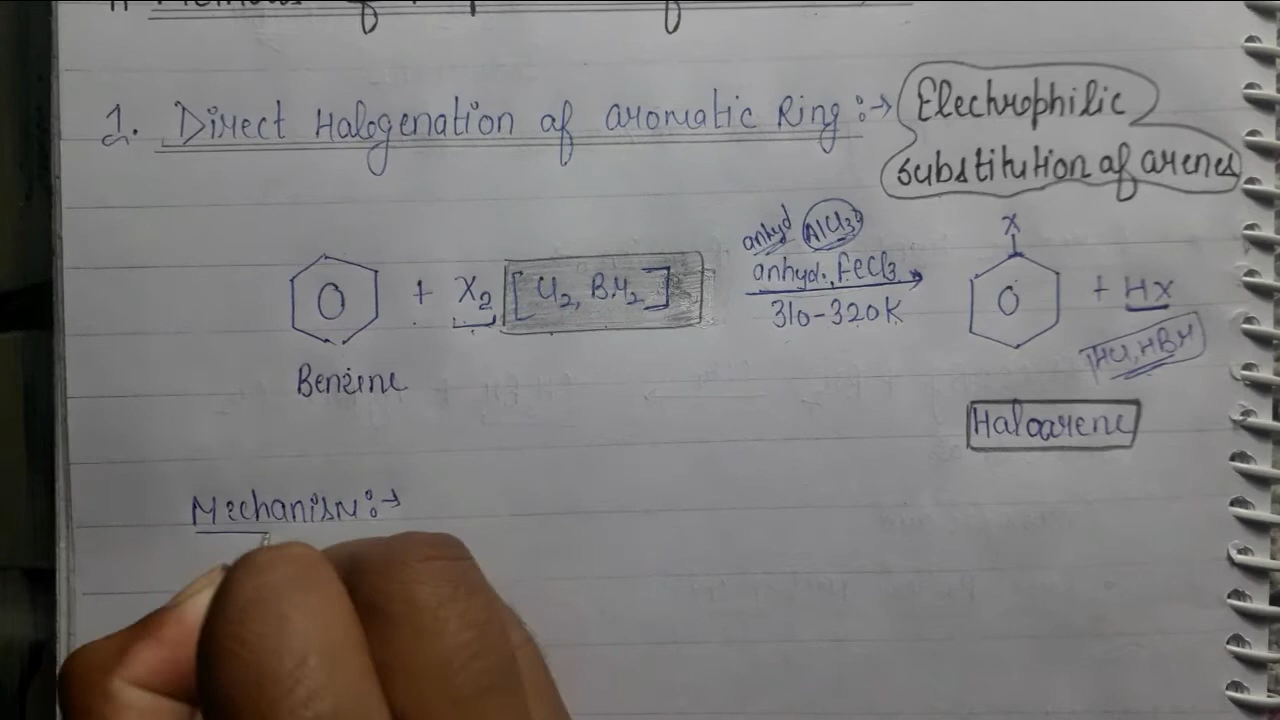 1. Direct Halogenation of aromatic Ring :→ Electrophilic
substitution of arenes
X
anhyd AlCl3
+ X2 [Cl2, Br2] anhyd. FeCl3 + HX
310-320K
HCl, HBr
Benzene
Haloarene
Mechanism :→